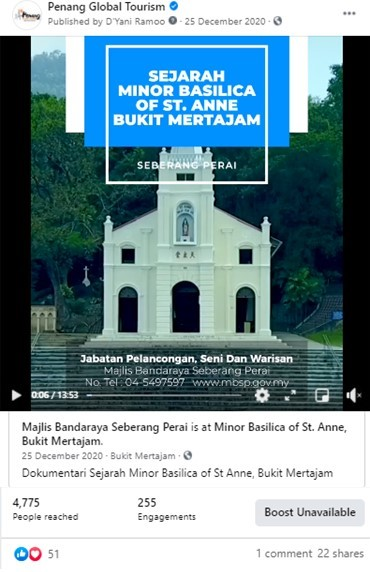 Penang Global Tourism
Published by D'Yani Ramoo · 25 December 2020 ·
SEJARAH
MINOR BASILICA
OF ST. ANNE
BUKIT MERTAJAM
SEBERANG PERAI
Jabatan Pelancongan, Seni Dan Warisan
Majlis Bandaraya Seberang Perai
No. Tel : 04-5497597 www.mbsp.gov.my
0:06 / 13:53
Majlis Bandaraya Seberang Perai is at Minor Basilica of St. Anne,
Bukit Mertajam.
25 December 2020 · Bukit Mertajam ·
Dokumentari Sejarah Minor Basilica of St Anne, Bukit Mertajam
4,775
People reached
255
Engagements
Boost Unavailable
51
1 comment 22 shares